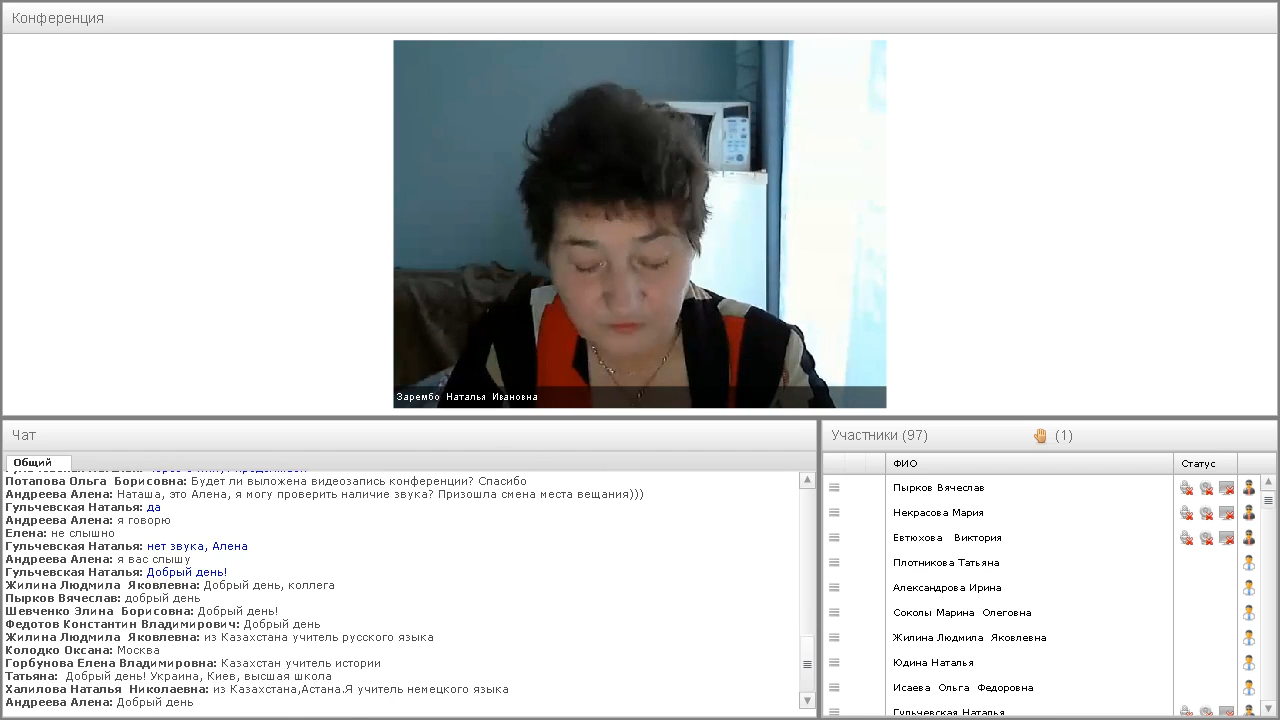 Конференция
Зарембо Наталья Ивановна
Чат
Общий
Потапова Ольга Борисовна: Будет ли выложена видеозапись конференции? Спасибо
Андреева Алена: Наташа, это Алена, я могу проверить наличие звука? Призошла смена места вещания)))
Гульчевская Наталья: да
Андреева Алена: я говорю
Елена: не слышно
Гульчевская Наталья: нет звука, Алена
Андреева Алена: я вас слышу
Гульчевская Наталья: Добрый день!
Жилина Людмила Яковлевна: Добрый день, коллега
Пырков Вячеслав: добрый день
Шевченко Элина Борисовна: Добрый день!
Федоров Константин Владимирович: Добрый день
Жилина Людмила Яковлевна: из Казахстана учитель русского языка
Колодко Оксана: Москва
Горбунова Елена Владимировна: Казахстан учитель истории
Татьяна: Добрый день! Украина, Киев, высшая школа
Халилова Наталья Николаевна: из Казахстана Астана.Я учитель немецкого языка
Андреева Алена: Добрый день
Участники (97)
(1)
ФИО
Статус
Пырков Вячеслав
Некрасова Мария
Евтюхова Виктория
Плотникова Татьяна
Александрова Ирина
Соколы Марина Олеговна
Жилина Людмила Яковлевна
Юдина Наталья
Исаева Ольга Федоровна
Гульчевская Наталья